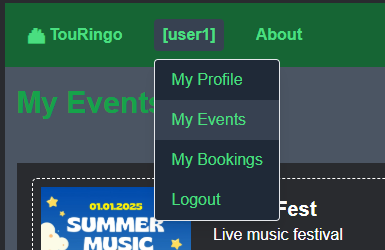 TouRingo
[user1]
About
My Profile
My Events
My Events
My Bookings
Logout
01.01.2025
SUMMER
MUSIC
Fest
Live music festival